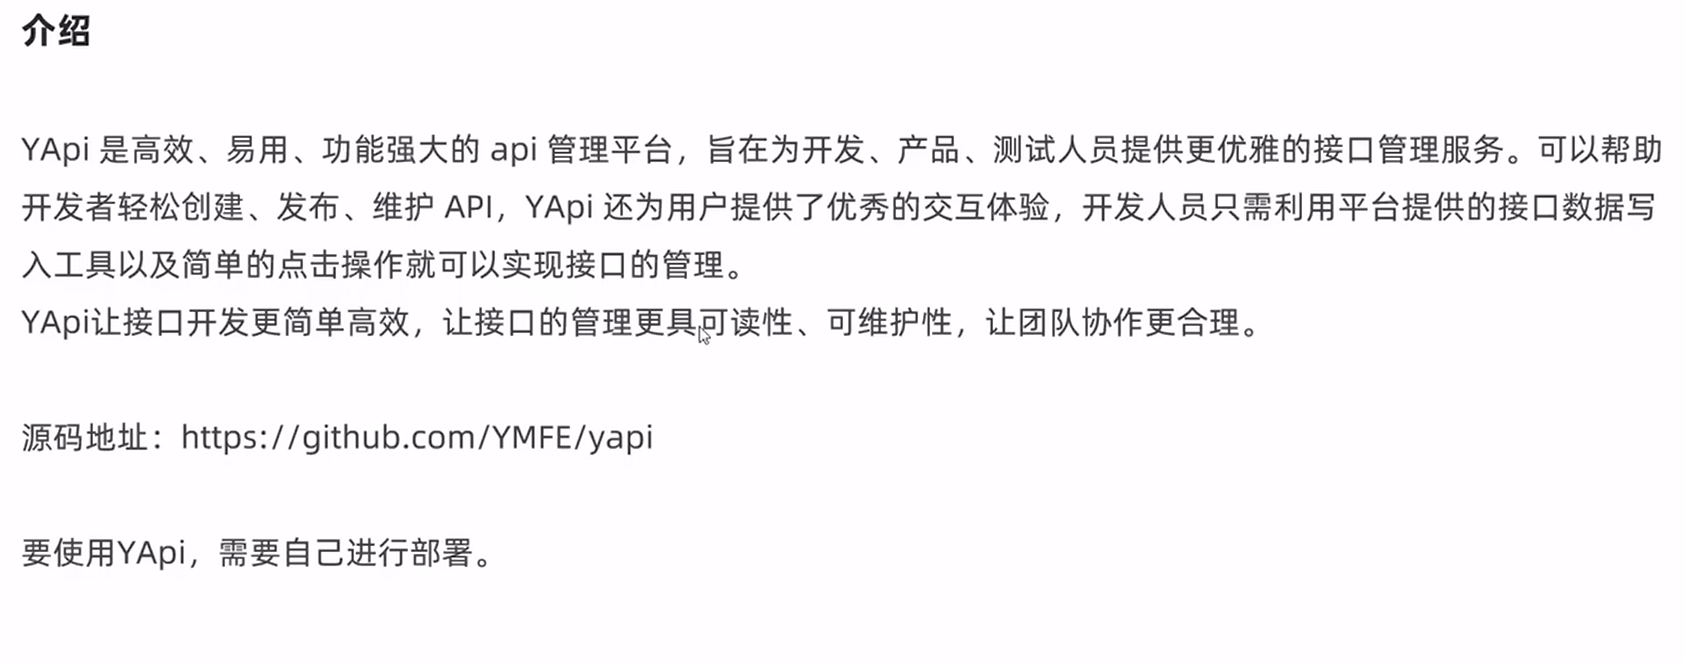 介绍
YApi 是高效、易用、功能强大的 api 管理平台，旨在为开发、产品、测试人员提供更优雅的接口管理服务。可以帮助
开发者轻松创建、发布、维护 API，YApi 还为用户提供了优秀的交互体验，开发人员只需利用平台提供的接口数据写
入工具以及简单的点击操作就可以实现接口的管理。
YApi让接口开发更简单高效，让接口的管理更具可读性、可维护性，让团队协作更合理。
源码地址：https://github.com/YMFE/yapi
要使用YApi，需要自己进行部署。